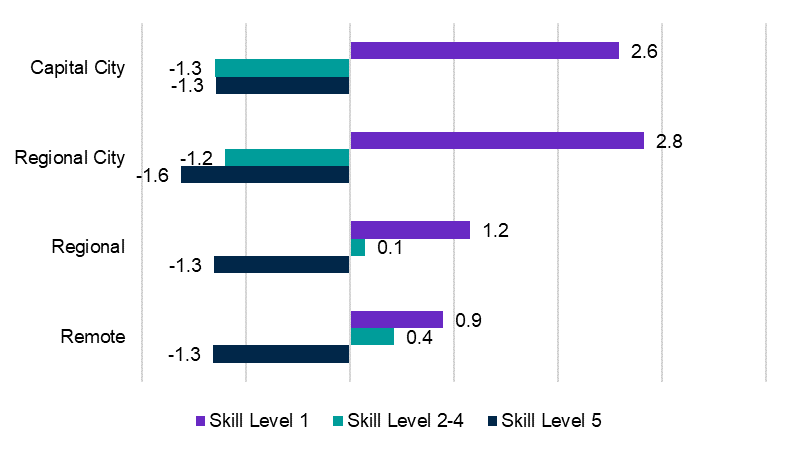 2.6
Capital City
-1.3
-1.3
2.8
Regional City
-1.2
-1.6
1.2
Regional
0.1
-1.3
0.9
Remote
0.4
-1.3
Skill Level 1 Skill Level 2-4 Skill Level 5